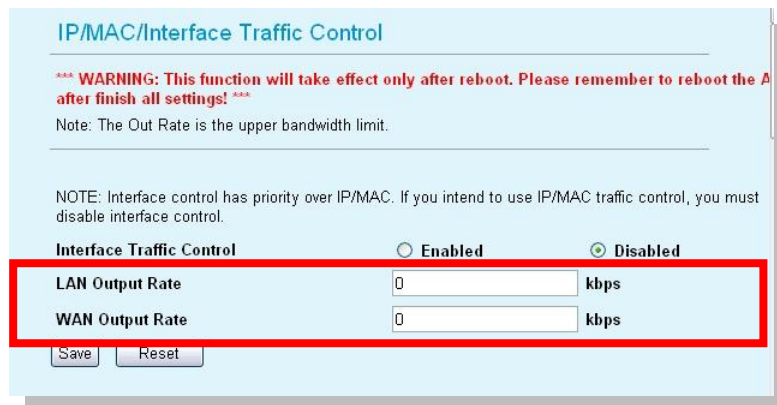 IP/MAC/Interface Traffic Control
*** WARNING: This function will take effect only after reboot. Please remember to reboot the A
after finish all settings! ***
Note: The Out Rate is the upper bandwidth limit.
NOTE: Interface control has priority over IP/MAC. If you intend to use IP/MAC traffic control, you must
disable interface control.
Interface Traffic Control Enabled Disabled
LAN Output Rate 0 kbps
WAN Output Rate 0 kbps
Save Reset